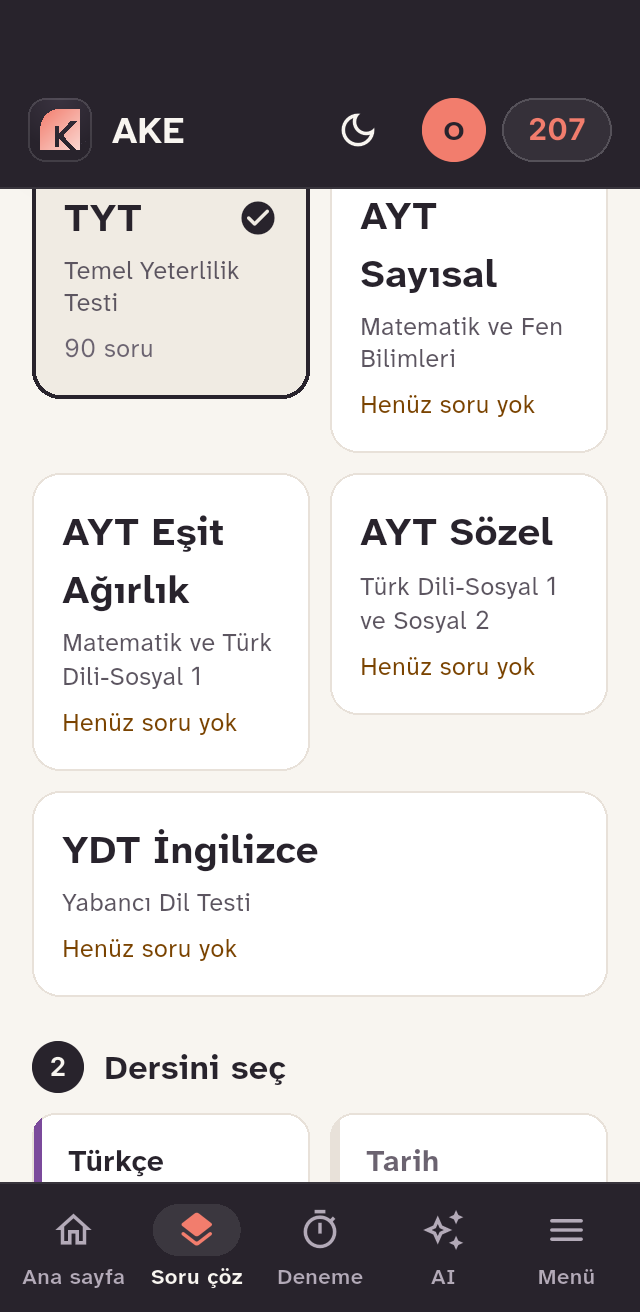 AKE
O
207
TYT
Temel Yeterlilik
Testi
90 soru
AYT
Sayısal
Matematik ve Fen
Bilimleri
Henüz soru yok
AYT Eşit
Ağırlık
Matematik ve Türk
Dili-Sosyal 1
Henüz soru yok
AYT Sözel
Türk Dili-Sosyal 1
ve Sosyal 2
Henüz soru yok
YDT İngilizce
Yabancı Dil Testi
Henüz soru yok
2 Dersini seç
Türkçe
Tarih
Ana sayfa
Soru çöz
Deneme
AI
Menü